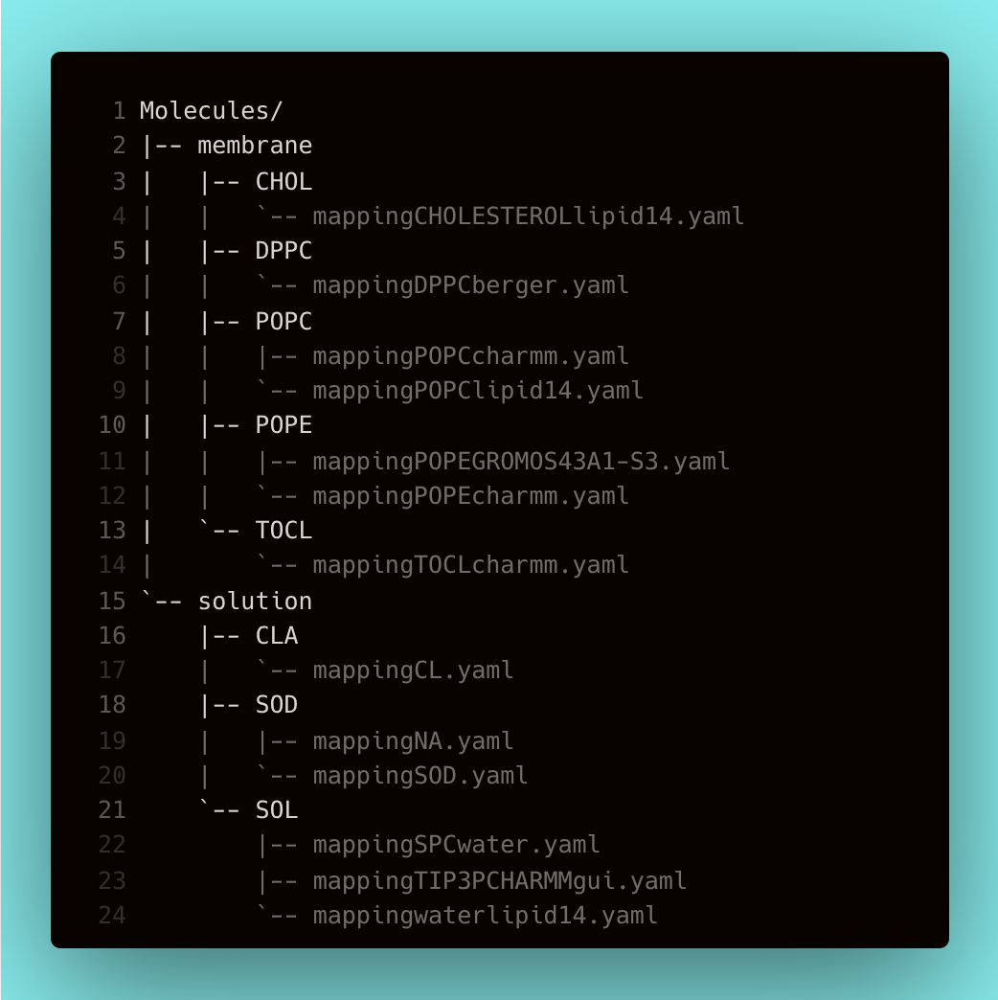 1 Molecules/
2 |-- membrane
3 |   |-- CHOL
4 |   |   `-- mappingCHOLESTEROLlipid14.yaml
5 |   |-- DPPC
6 |   |   `-- mappingDPPCberger.yaml
7 |   |-- POPC
8 |   |   |-- mappingPOPCcharmm.yaml
9 |   |   `-- mappingPOPClipid14.yaml
10 |   |-- POPE
11 |   |   |-- mappingPOPEGROMOS43A1-S3.yaml
12 |   |   `-- mappingPOPEcharmm.yaml
13 |   `-- TOCL
14 |       `-- mappingTOCLcharmm.yaml
15 `-- solution
16     |-- CLA
17     |   `-- mappingCL.yaml
18     |-- SOD
19     |   |-- mappingNA.yaml
20     |   `-- mappingSOD.yaml
21     `-- SOL
22         |-- mappingSPCwater.yaml
23         |-- mappingTIP3PCHARMMgui.yaml
24         `-- mappingwaterlipid14.yaml